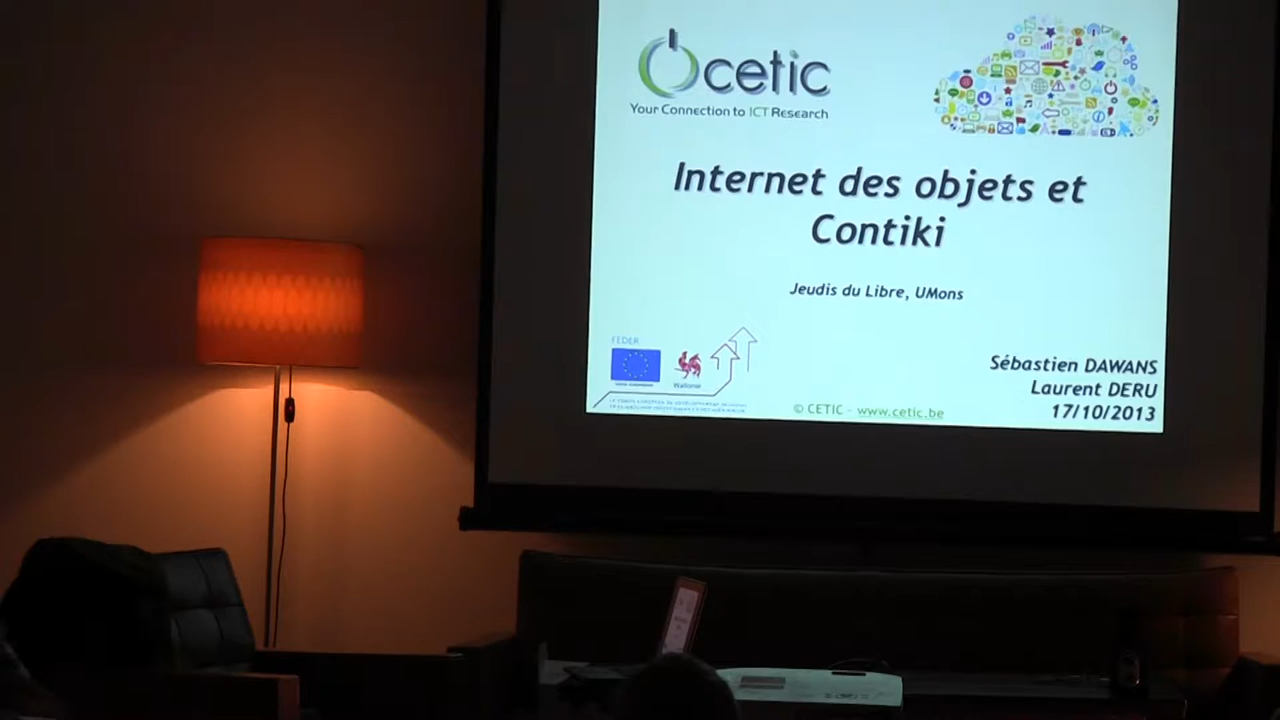 cetic
Your Connection to ICT Research
Internet des objets et
Contiki
Jeudis du Libre, UMons
FEDER
Wallonie
Sébastien DAWANS
Laurent DERU
17/10/2013
© CETIC - www.cetic.be